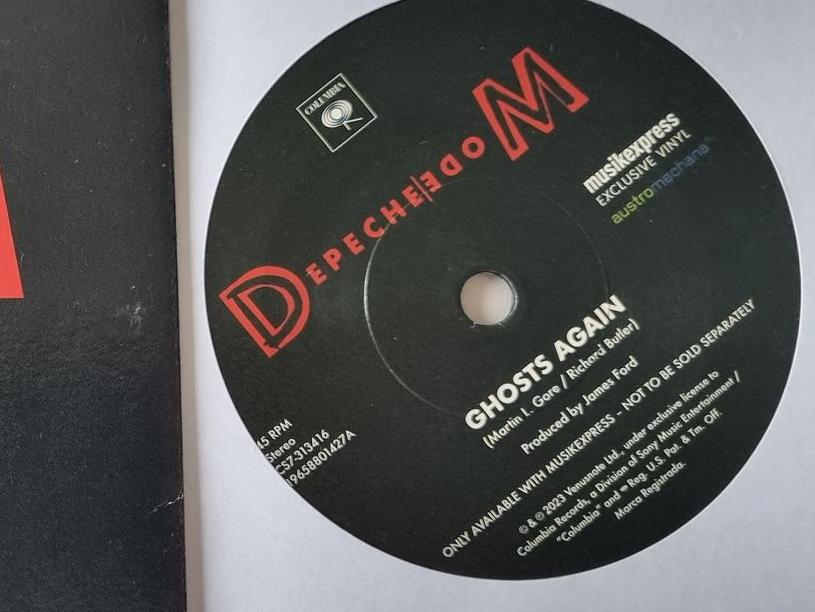 COLUMBIA
DEPECHE MODE
musikexpress
EXCLUSIVE VINYL
austromechana
GHOSTS AGAIN
(Martin L. Gore / Richard Butler)
Produced by James Ford
45 RPM
Stereo
CS7-313416
19658801427A
ONLY AVAILABLE WITH MUSIKEXPRESS – NOT TO BE SOLD SEPARATELY
© & ℗ 2023 Venusnote Ltd., under exclusive license to
Columbia Records, a Division of Sony Music Entertainment /
"Columbia" and Reg. U.S. Pat. & Tm. Off.
Marca Registrada.